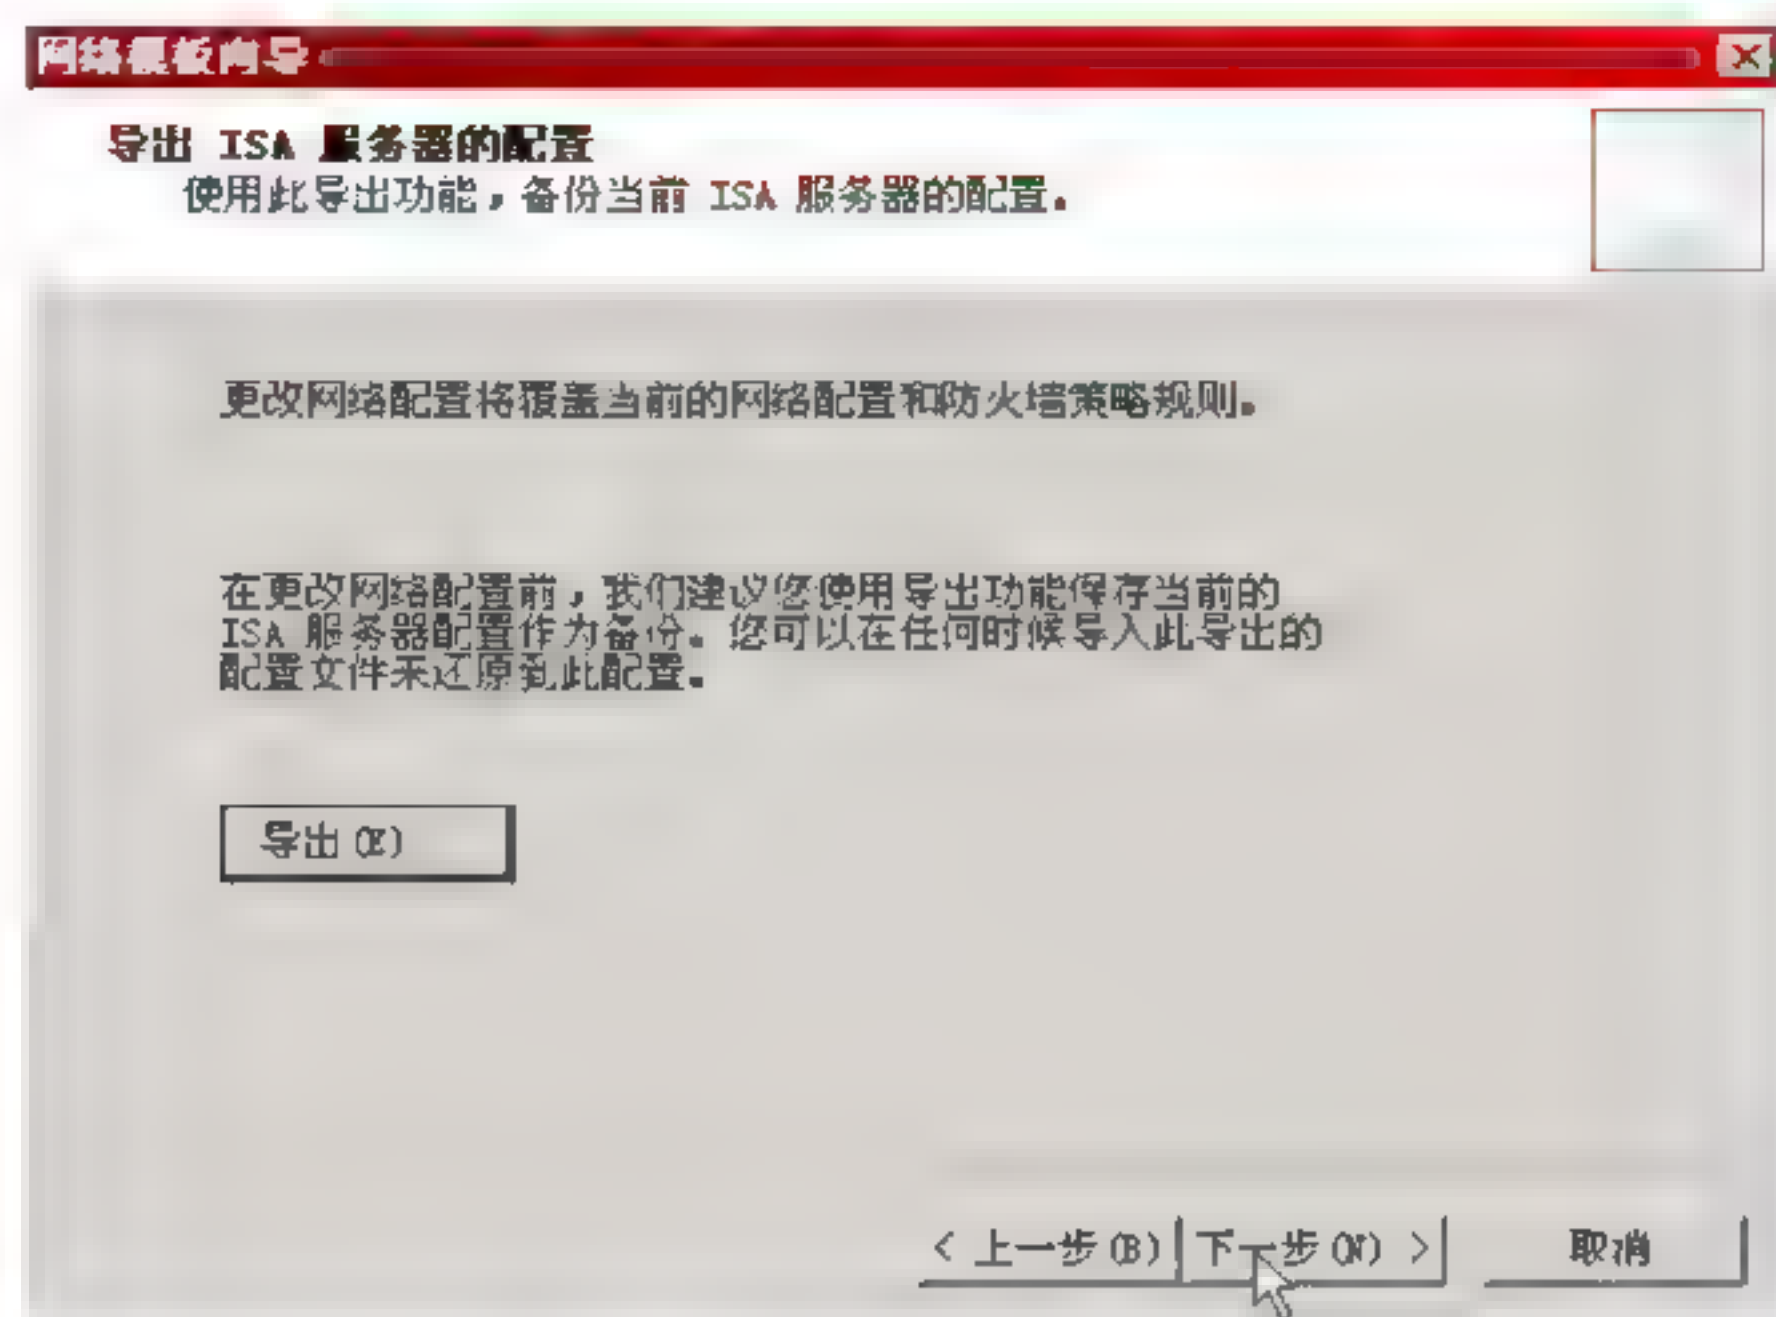 网络模板向导
导出 ISA 服务器的配置
使用此导出功能，备份当前 ISA 服务器的配置。
更改网络配置将覆盖当前的网络配置和防火墙策略规则。
在更改网络配置前，我们建议您使用导出功能保存当前的
ISA 服务器配置作为备份。您可以在任何时候导入此导出的
配置文件来还原到此配置。
导出(E)
< 上一步(B) 下一步(N) > 取消